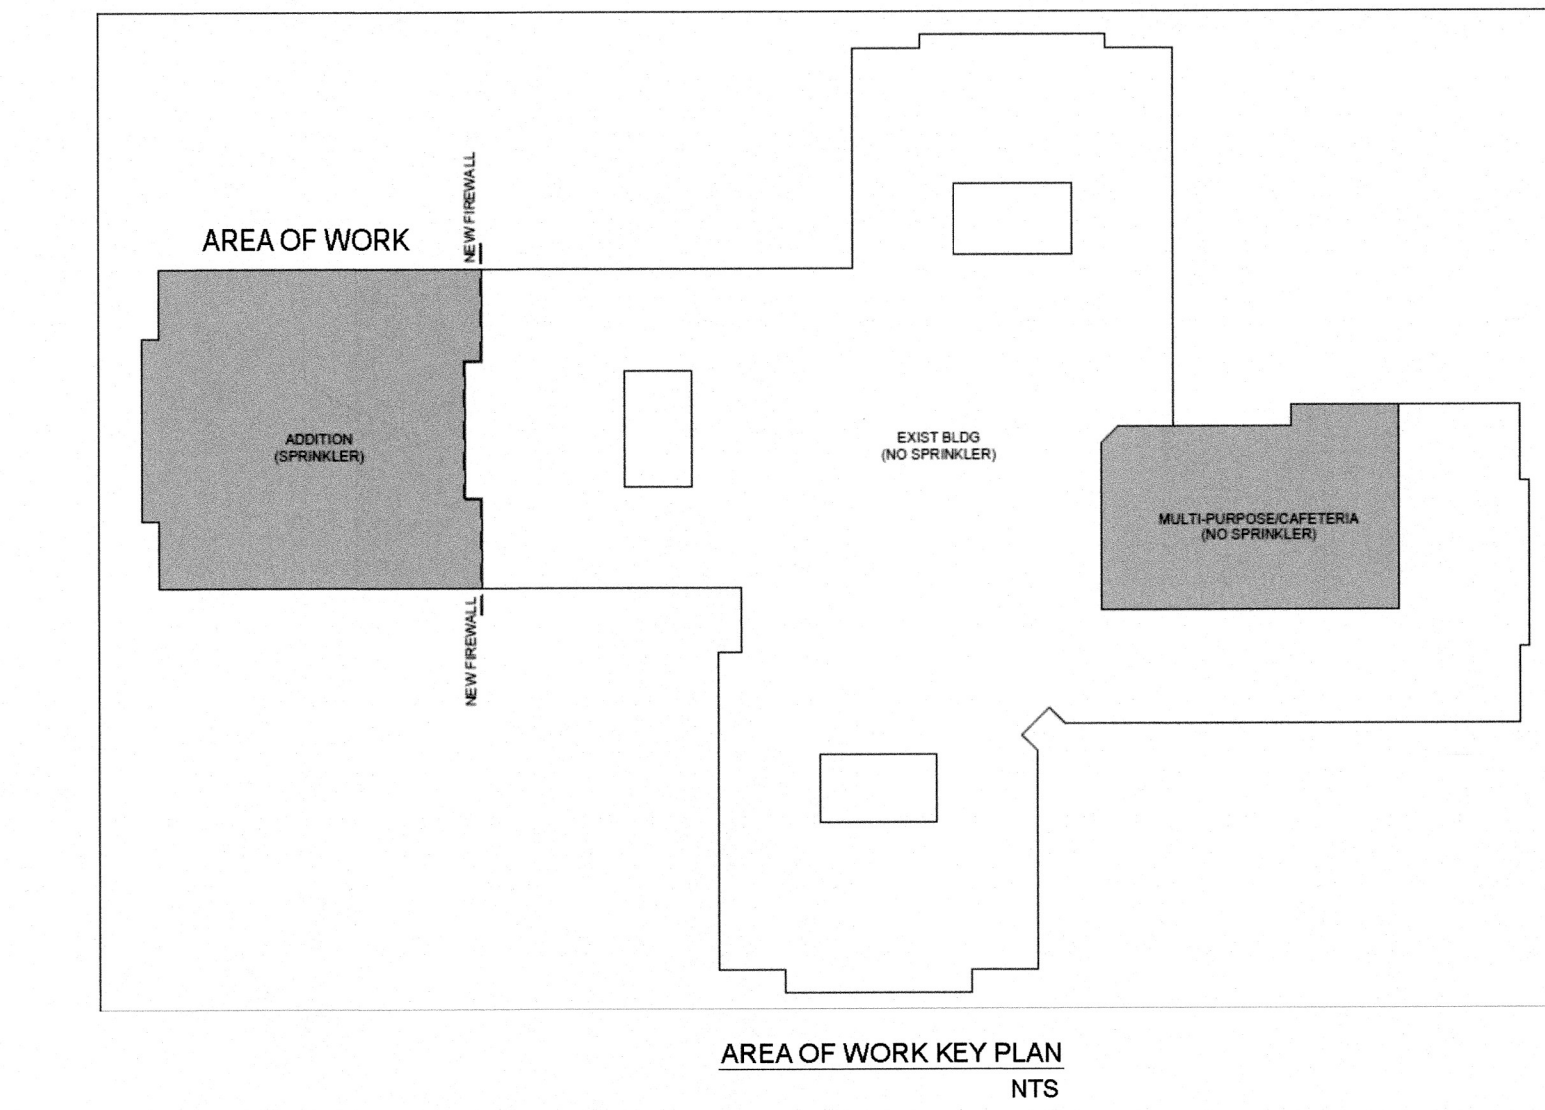 NEW FIREWALL
AREA OF WORK
ADDITION
(SPRINKLER)
EXIST BLDG
(NO SPRINKLER)
MULTI-PURPOSE/CAFETERIA
(NO SPRINKLER)
NEW FIREWALL
AREA OF WORK KEY PLAN
NTS